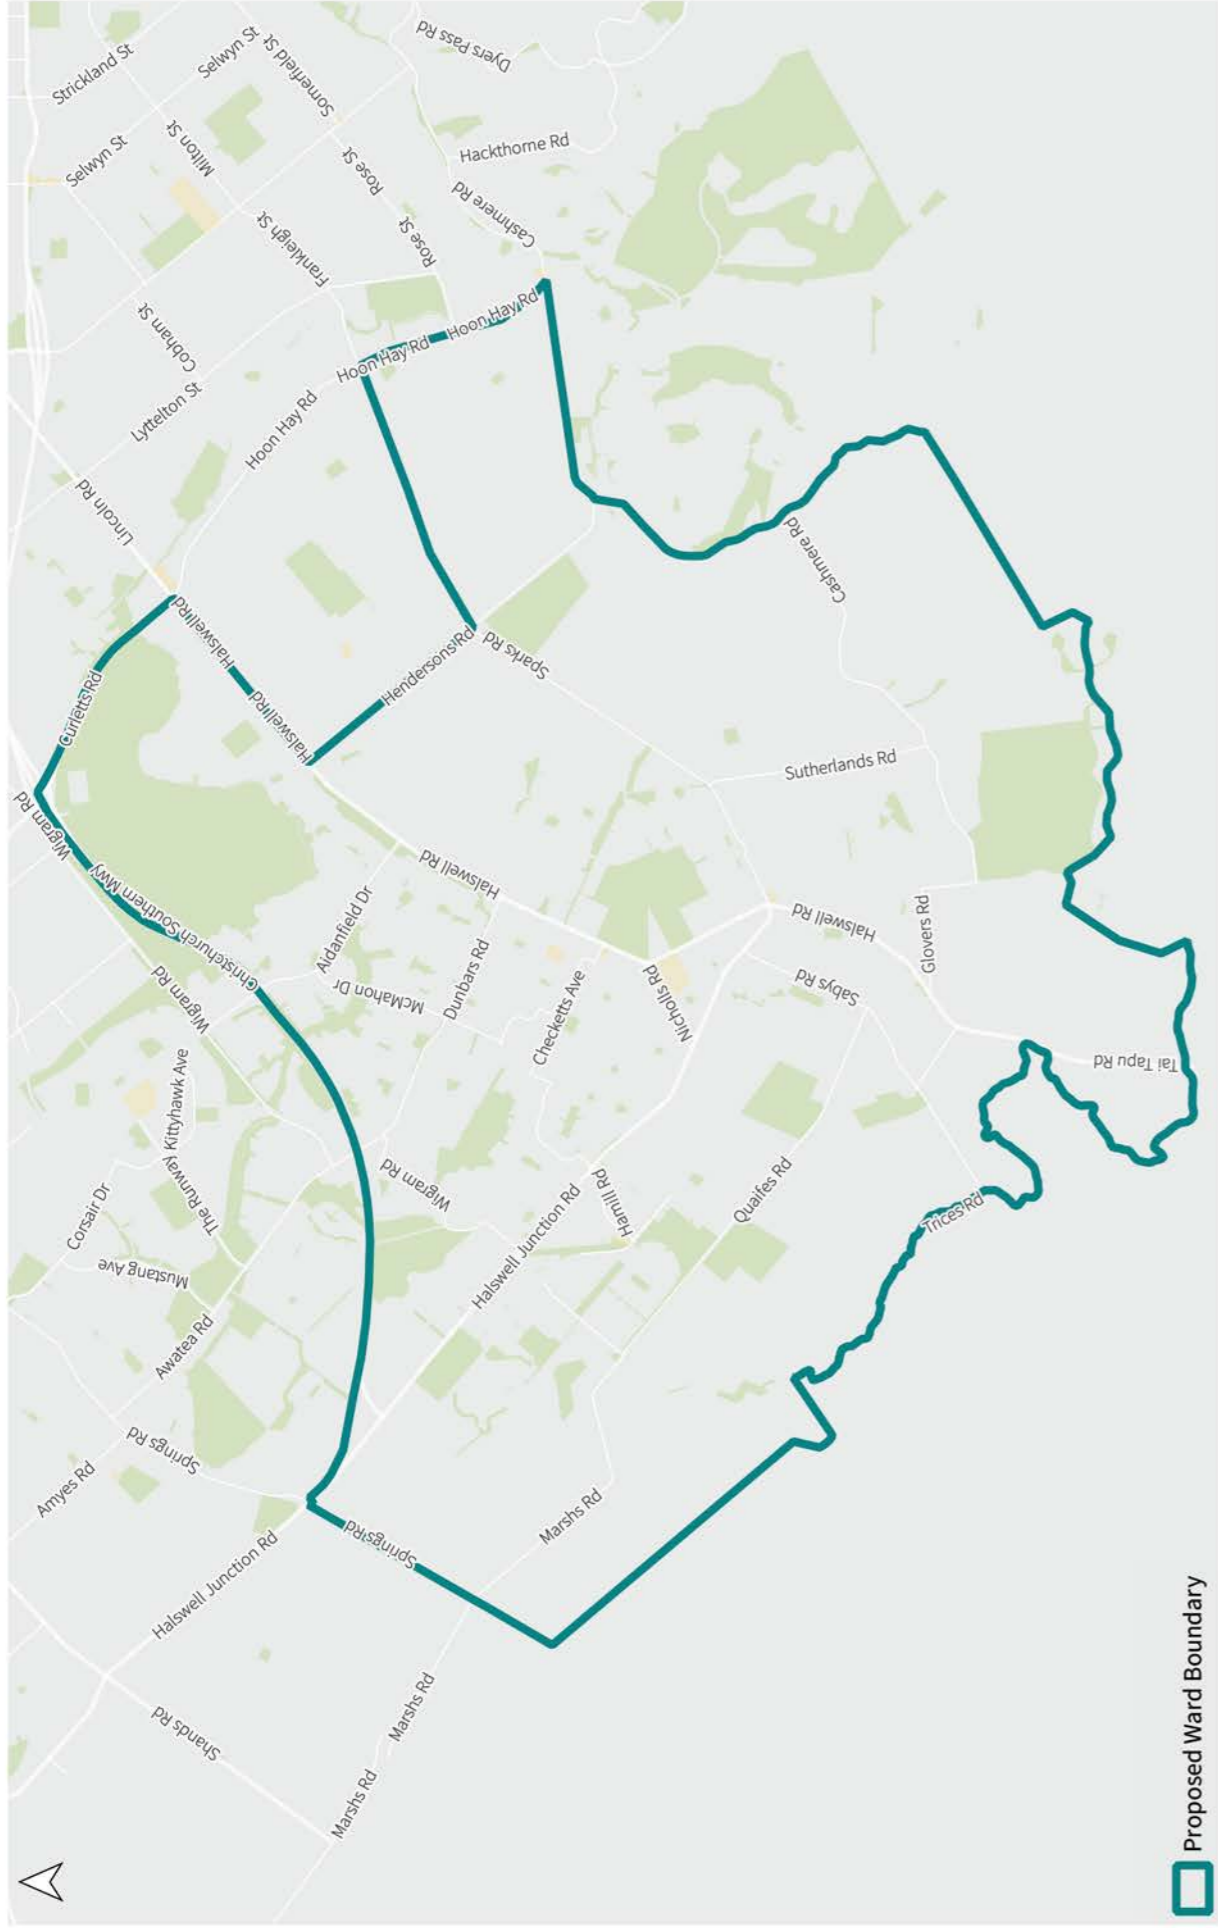 Strickland St
Selwyn St
Somerfield St
Dyers Pass Rd
Selwyn St
Milton St
Hackthorne Rd
Rose St
Cashmere Rd
Frankleigh St
Rose St
Cobham St
Hoon Hay Rd
Hoon Hay Rd
Lyttelton St
Hoon Hay Rd
Lincoln Rd
Halswell Rd
Cashmere Rd
Curletts Rd
Halswell Rd
Hendersons Rd
Sparks Rd
Sutherlands Rd
Wigram Rd
Christchurch Southern Mwy
Halswell Rd
Aidanfield Dr
Halswell Rd
Glovers Rd
Wigram Rd
McMahon Dr
Dunbars Rd
Checketts Ave
Nicholls Rd
Sabys Rd
Tai Tapu Rd
Kittyhawk Ave
The Runway
Corsair Dr
Wigram Rd
Hamill Rd
Quaifes Rd
Trices Rd
Mustang Ave
Halswell Junction Rd
Awatea Rd
Springs Rd
Amyes Rd
Springs Rd
Marshs Rd
Halswell Junction Rd
Shands Rd
Marshs Rd
Marshs Rd
Proposed Ward Boundary